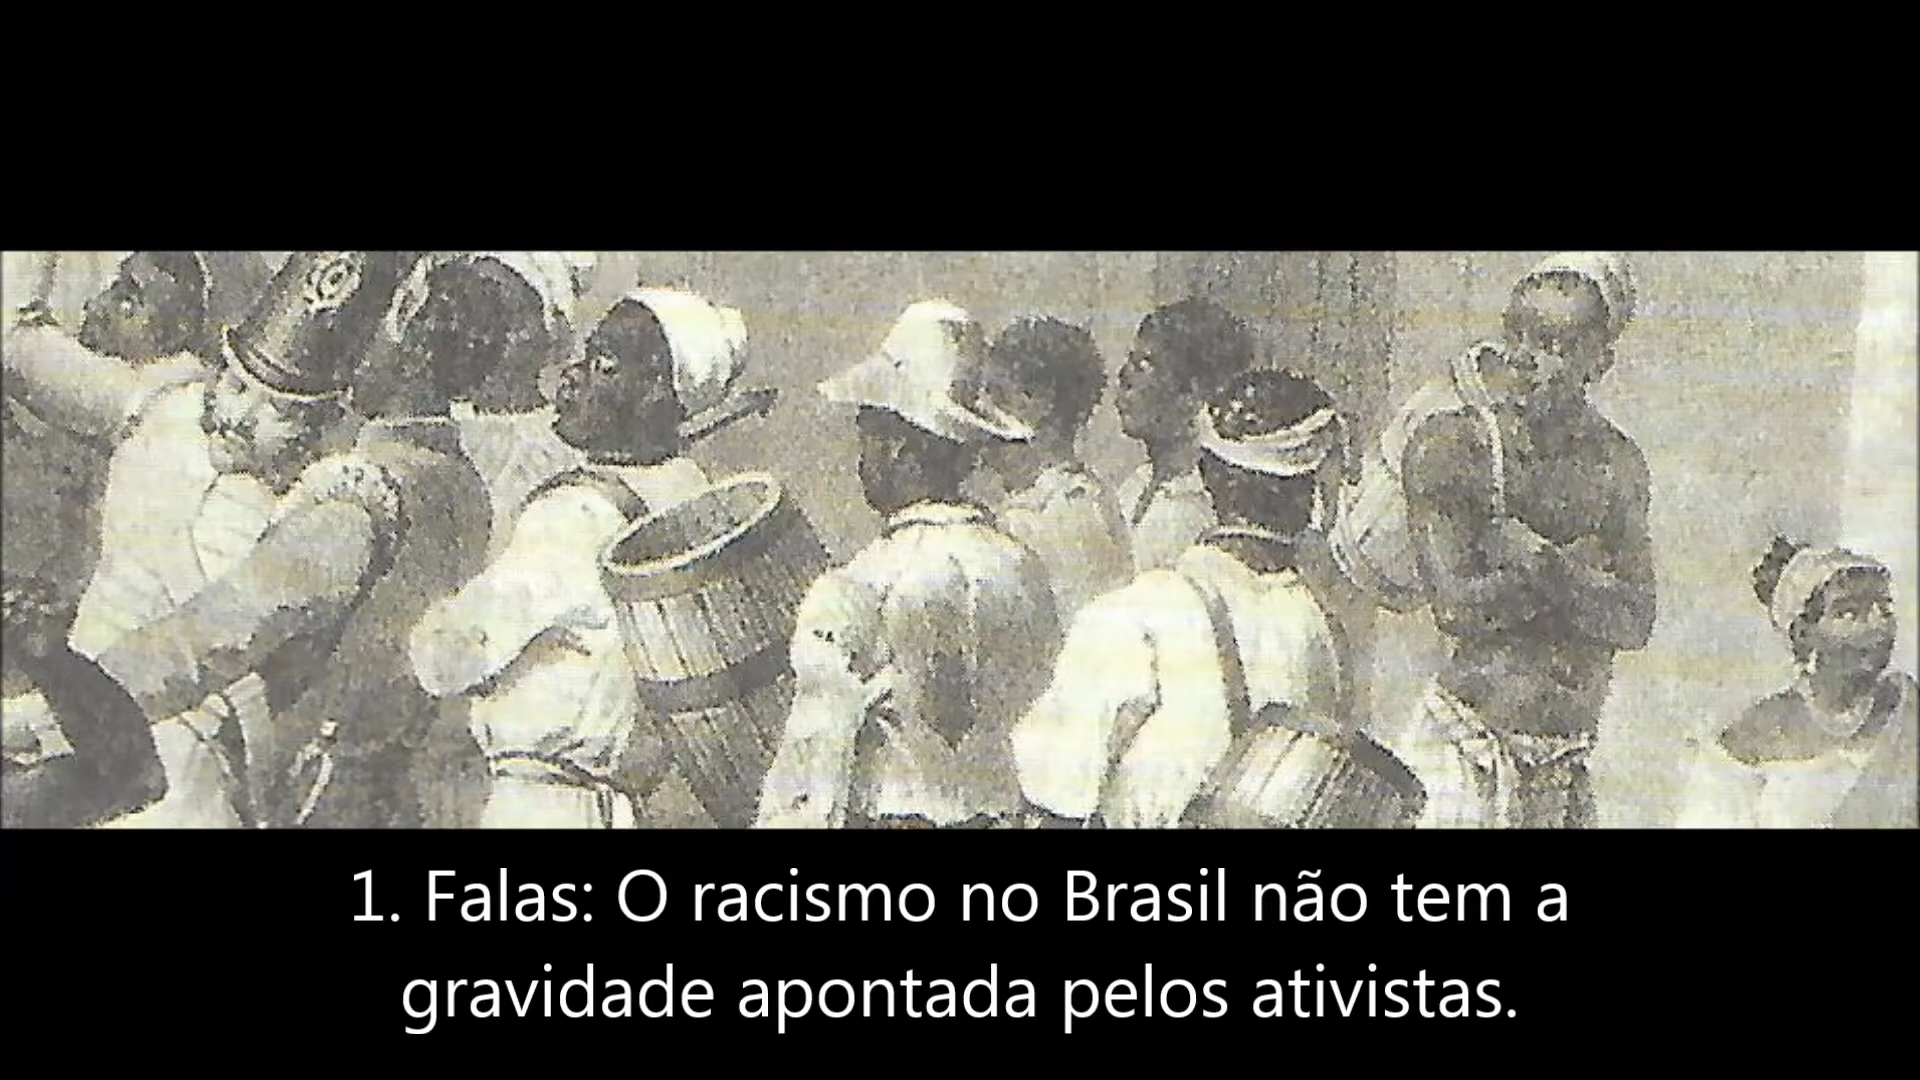 1. Falas: O racismo no Brasil não tem a
gravidade apontada pelos ativistas.